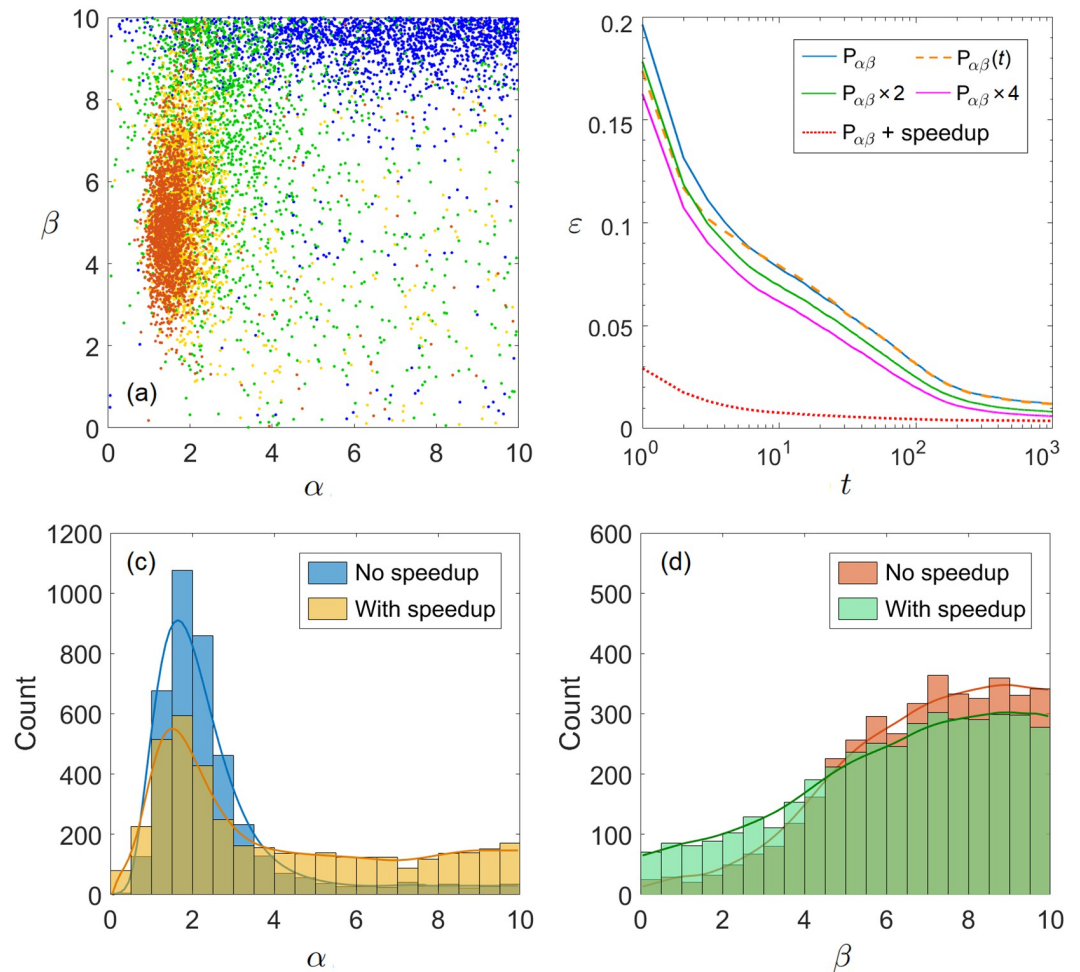 10
8
6
4
2
0
β
(a)
0 2 4 6 8 10
α
0.2
0.15
0.1
0.05
0
ε
P_αβ P_αβ(t)
P_αβ × 2 P_αβ × 4
P_αβ + speedup
10^0 10^1 10^2 10^3
t
1200
1000
800
600
400
200
0
Count
(c)
No speedup
With speedup
0 2 4 6 8 10
α
600
500
400
300
200
100
0
Count
(d)
No speedup
With speedup
0 2 4 6 8 10
β